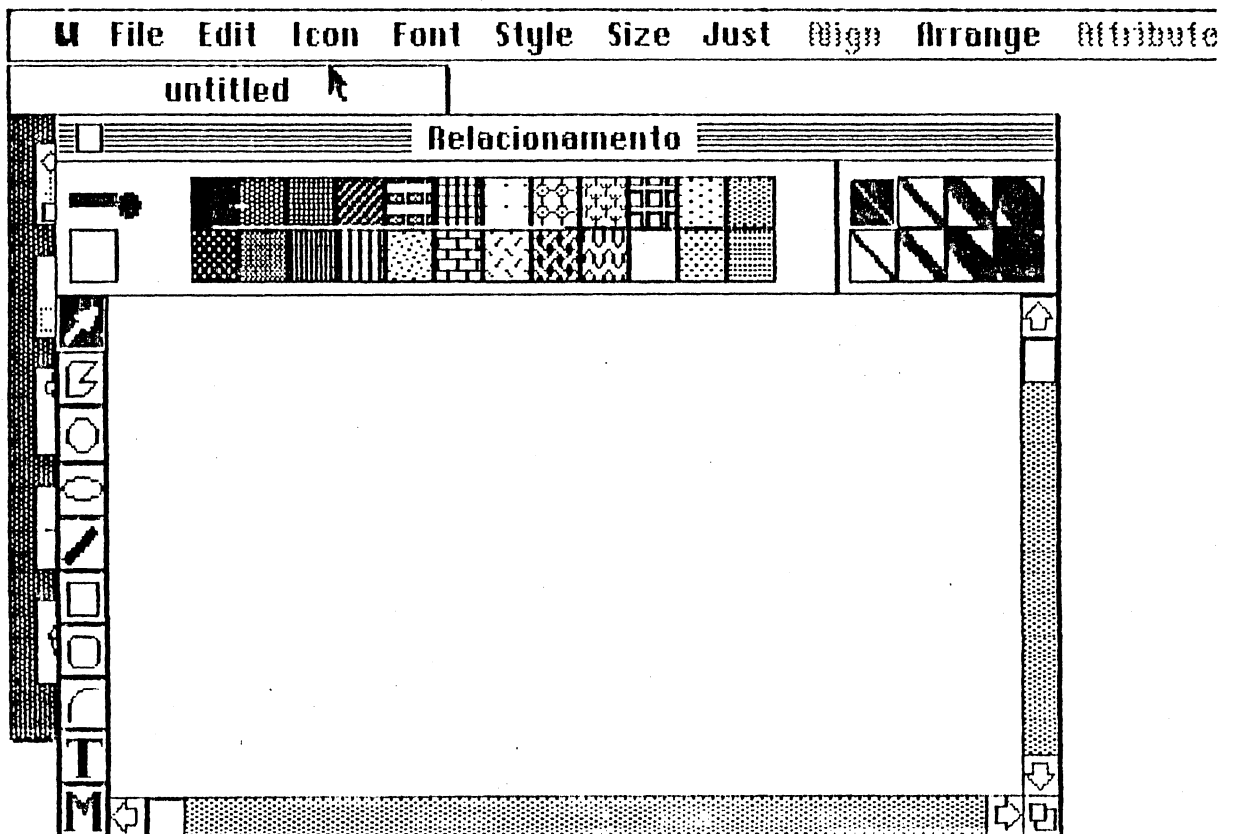 u File Edit Icon Font Style Size Just Align Arrange Attribute
untitled
Relacionamento
T
M